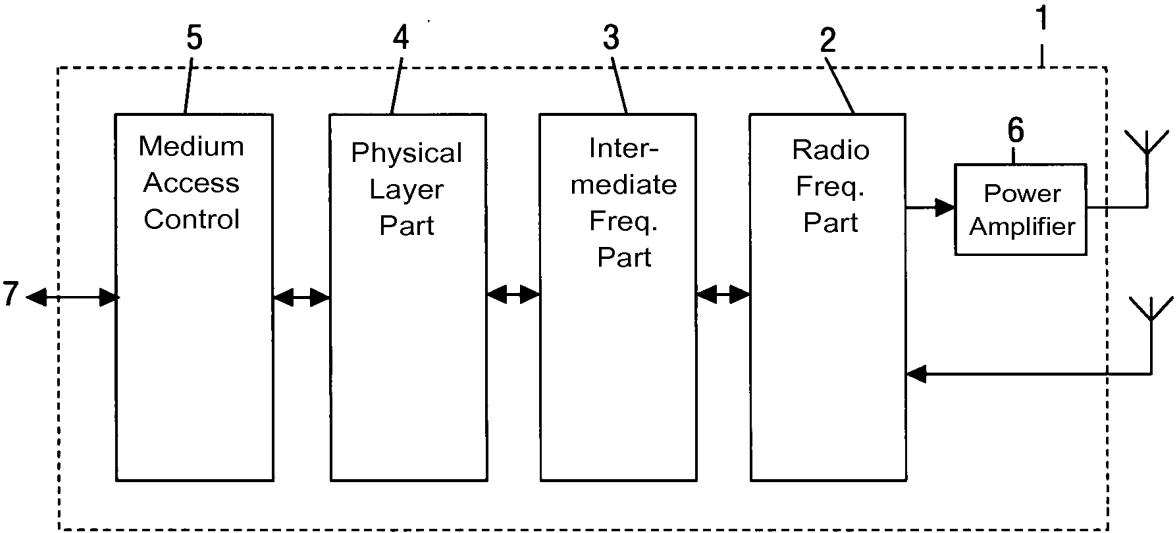 1
5
4
3
2
6
Medium
Access
Control
Physical
Layer
Part
Inter-
mediate
Freq.
Part
Radio
Freq.
Part
Power
Amplifier
7